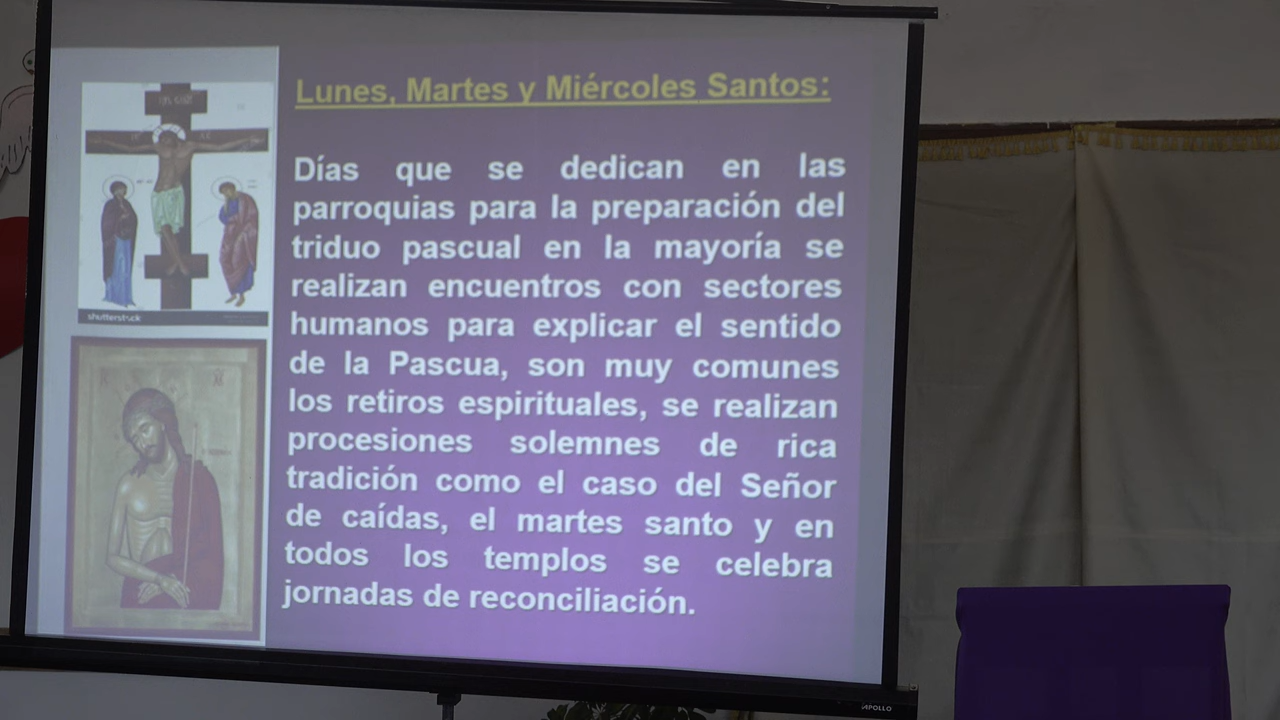 Lunes, Martes y Miércoles Santos:
Días que se dedican en las
parroquias para la preparación del
triduo pascual en la mayoría se
realizan encuentros con sectores
humanos para explicar el sentido
de la Pascua, son muy comunes
los retiros espirituales, se realizan
procesiones solemnes de rica
tradición como el caso del Señor
de caídas, el martes santo y en
todos los templos se celebra
jornadas de reconciliación.
shutterstock
APOLLO